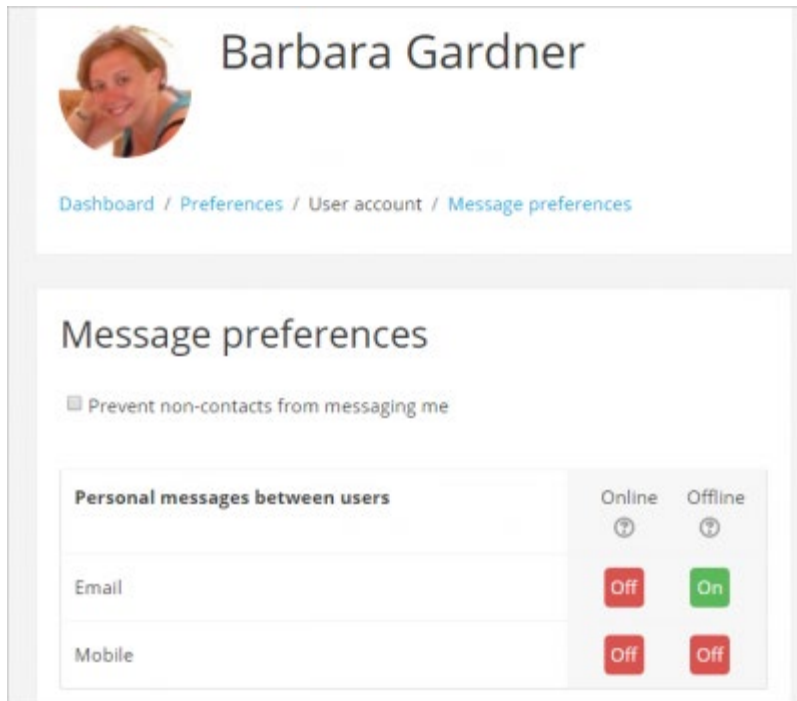 Barbara Gardner
Dashboard / Preferences / User account / Message preferences
Message preferences
Prevent non-contacts from messaging me
Personal messages between users Online Offline
Email Off On
Mobile Off Off